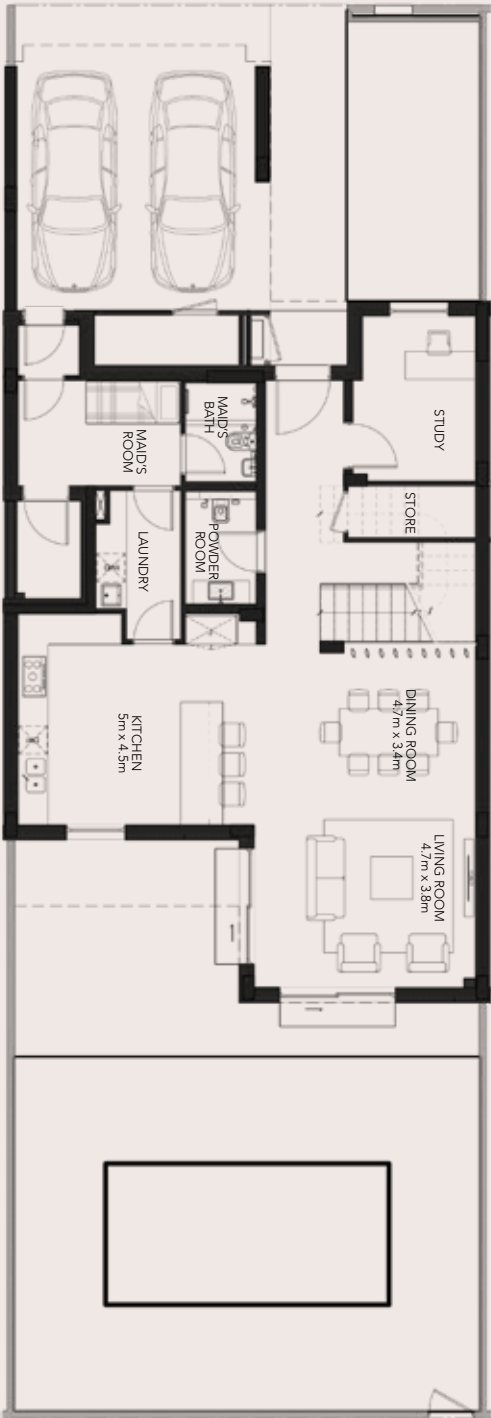 STUDY
STORE
MAID'S
BATH
MAID'S
ROOM
POWDER
ROOM
LAUNDRY
KITCHEN
5m x 4.5m
DINING ROOM
4.7m x 3.4m
LIVING ROOM
4.7m x 3.8m